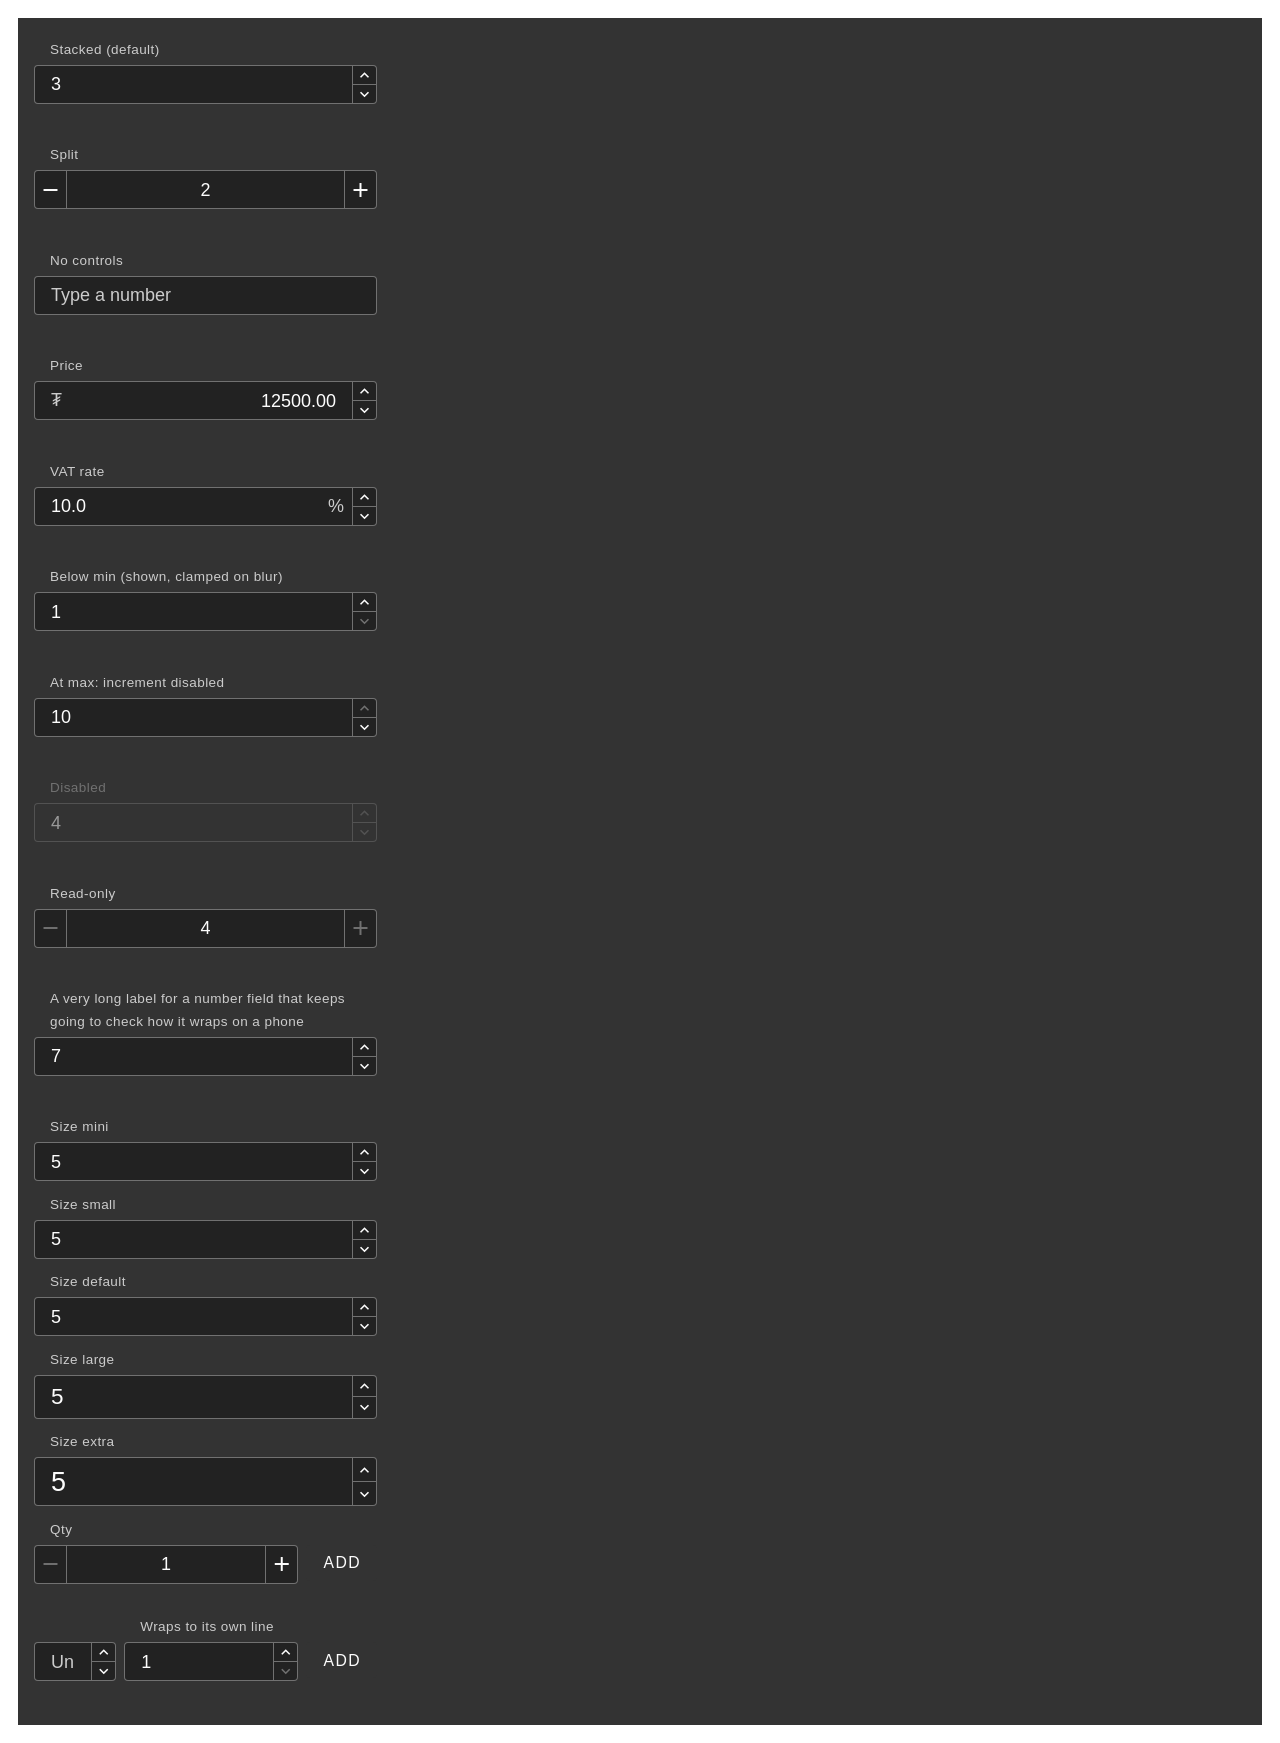 Stacked (default)
3
Split
2
No controls
Type a number
Price
₮ 12500.00
VAT rate
10.0 %
Below min (shown, clamped on blur)
1
At max: increment disabled
10
Disabled
4
Read-only
4
A very long label for a number field that keeps
going to check how it wraps on a phone
7
Size mini
5
Size small
5
Size default
5
Size large
5
Size extra
5
Qty
1 ADD
Wraps to its own line
Un 1 ADD